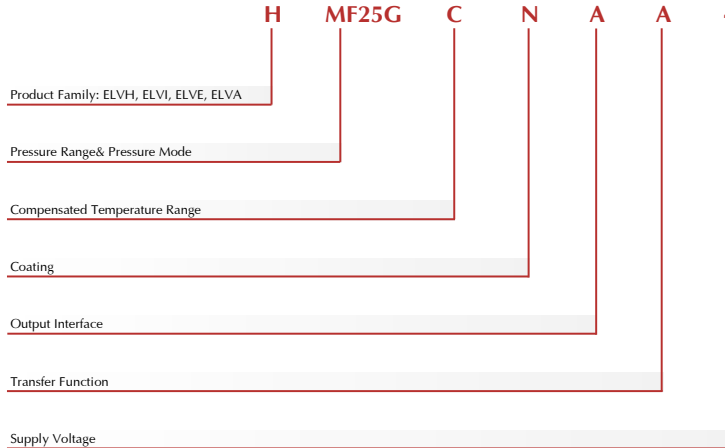 H MF25G C N A A
Product Family: ELVH, ELVI, ELVE, ELVA
Pressure Range& Pressure Mode
Compensated Temperature Range
Coating
Output Interface
Transfer Function
Supply Voltage